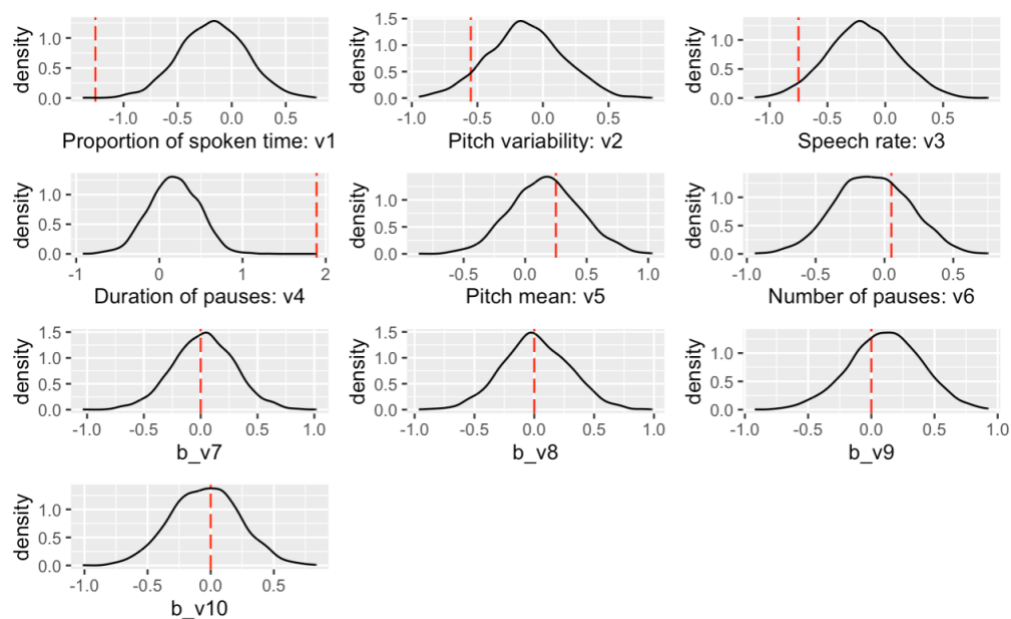 density
1.0
0.5
0.0
-1.0 -0.5 0.0 0.5
Proportion of spoken time: v1
density
1.5
1.0
0.5
0.0
-1.0 -0.5 0.0 0.5
Pitch variability: v2
density
1.0
0.5
0.0
-1.0 -0.5 0.0 0.5
Speech rate: v3
density
1.0
0.5
0.0
-1 0 1 2
Duration of pauses: v4
density
1.0
0.5
0.0
-0.5 0.0 0.5 1.0
Pitch mean: v5
density
1.0
0.5
0.0
-1.0 -0.5 0.0 0.5
Number of pauses: v6
density
1.5
1.0
0.5
0.0
-1.0 -0.5 0.0 0.5 1.0
b_v7
density
1.5
1.0
0.5
0.0
-1.0 -0.5 0.0 0.5 1.0
b_v8
density
1.0
0.5
0.0
-1.0 -0.5 0.0 0.5 1.0
b_v9
density
1.0
0.5
0.0
-1.0 -0.5 0.0 0.5
b_v10